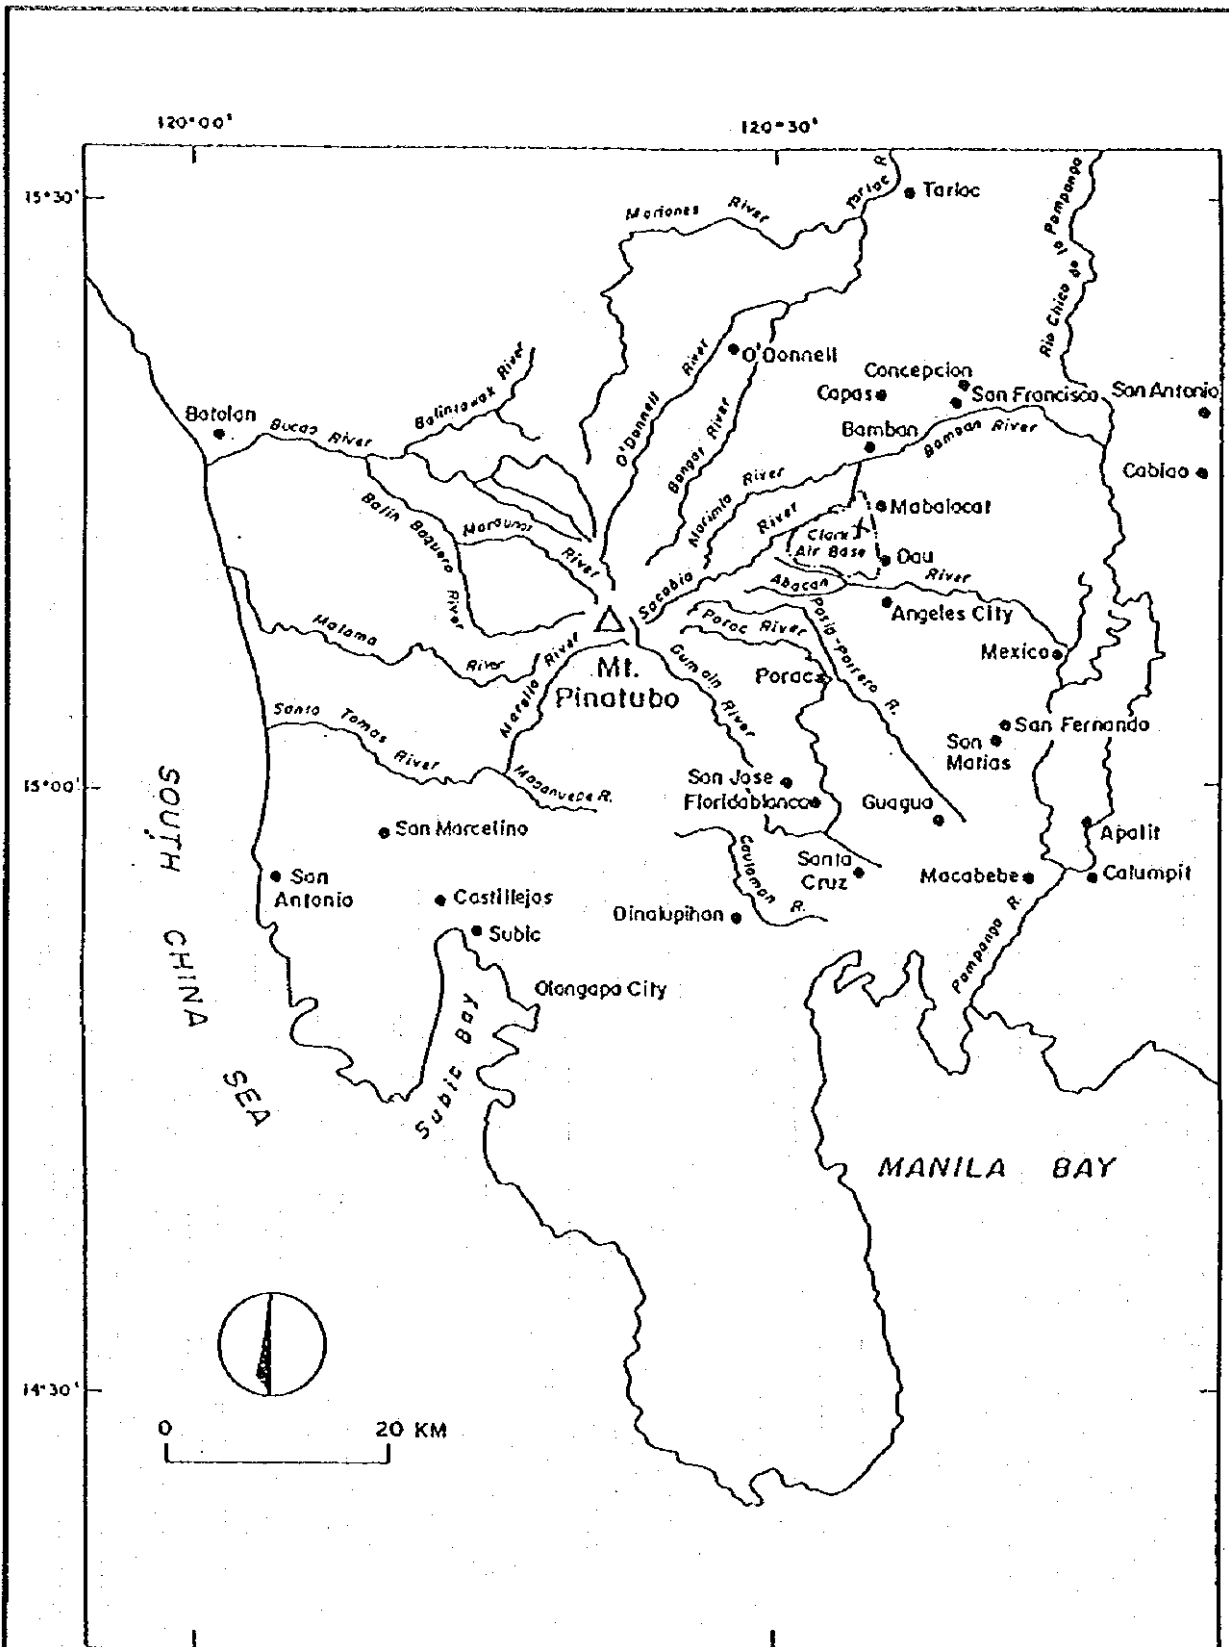 120°00'
120°30'
15°30'
Tarlac R.
Tarlac
Mariones River
Rio Chico de la Pampanga
O'Donnell
O'Donnell River
Concepcion
Capas
San Francisco
San Antonio
Batolan
Bucao River
Balintawak River
Bangar River
Bamban
Bamban River
Cabiao
Marimla River
Mabalacat
Balin Baquero River
Maraunot River
Clark Air Base
Dau
Sacobia River
Abacan River
Angeles City
Porac River
Pasig-Potrero R.
Maloma River
Marella River
Mt.
Pinatubo
Gumain River
Porac
Mexico
Santo Tomas River
San Fernando
San
Matias
15°00'
San Jose
Floridablanca
Guagua
SOUTH CHINA SEA
San Marcelino
Apalit
San
Antonio
Santa
Cruz
Macabebe
Calumpit
Castillejos
Dinalupihan
Subic
Pampanga R.
Olongapo City
Subic BAY
MANILA BAY
14°30'
0 20 KM